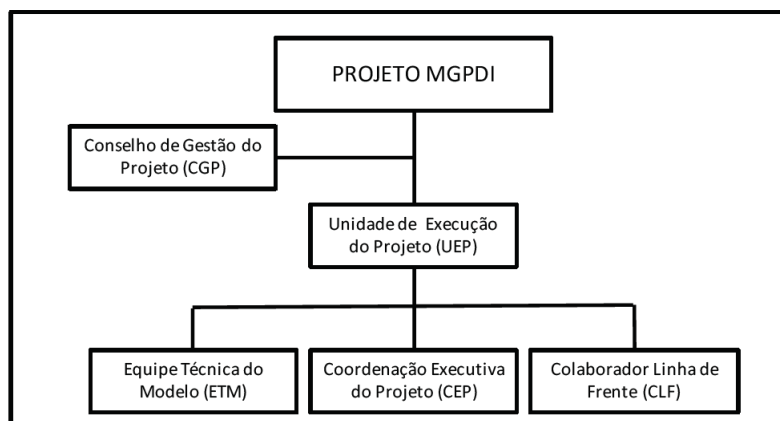 PROJETO MGPDI
Conselho de Gestão do
Projeto (CGP)
Unidade de Execução
do Projeto (UEP)
Equipe Técnica do
Modelo (ETM)
Coordenação Executiva
do Projeto (CEP)
Colaborador Linha de
Frente (CLF)